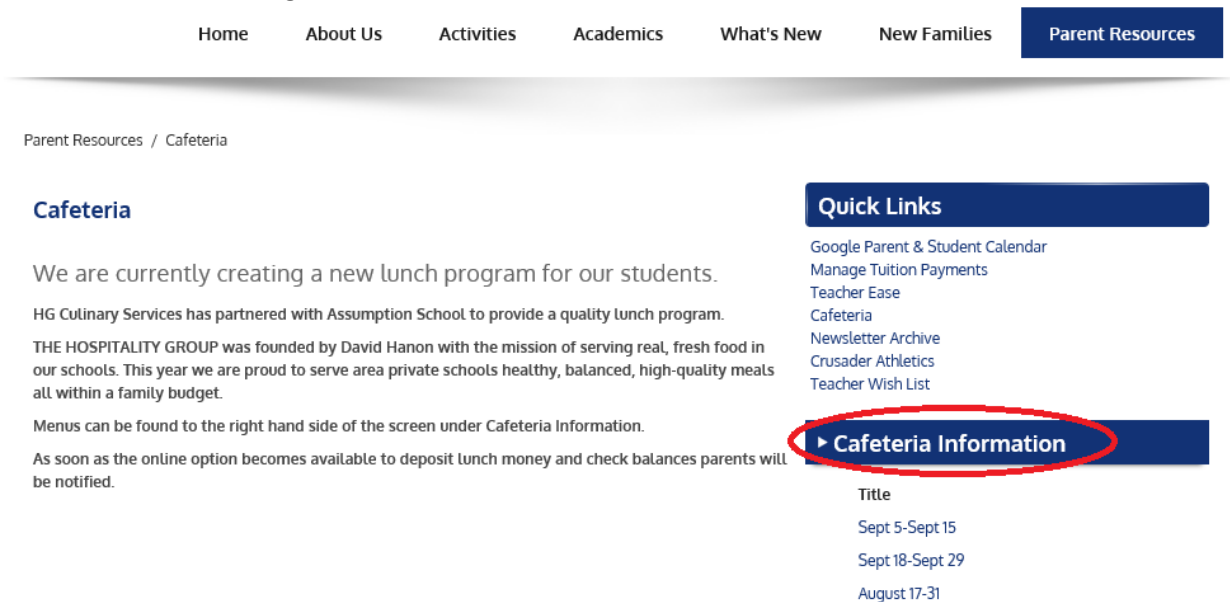 Home About Us Activities Academics What's New New Families Parent Resources
Parent Resources / Cafeteria
Cafeteria
We are currently creating a new lunch program for our students.
HG Culinary Services has partnered with Assumption School to provide a quality lunch program.
THE HOSPITALITY GROUP was founded by David Hanon with the mission of serving real, fresh food in
our schools. This year we are proud to serve area private schools healthy, balanced, high-quality meals
all within a family budget.
Menus can be found to the right hand side of the screen under Cafeteria Information.
As soon as the online option becomes available to deposit lunch money and check balances parents will
be notified.
Quick Links
Google Parent & Student Calendar
Manage Tuition Payments
Teacher Ease
Cafeteria
Newsletter Archive
Crusader Athletics
Teacher Wish List
Cafeteria Information
Title
Sept 5-Sept 15
Sept 18-Sept 29
August 17-31